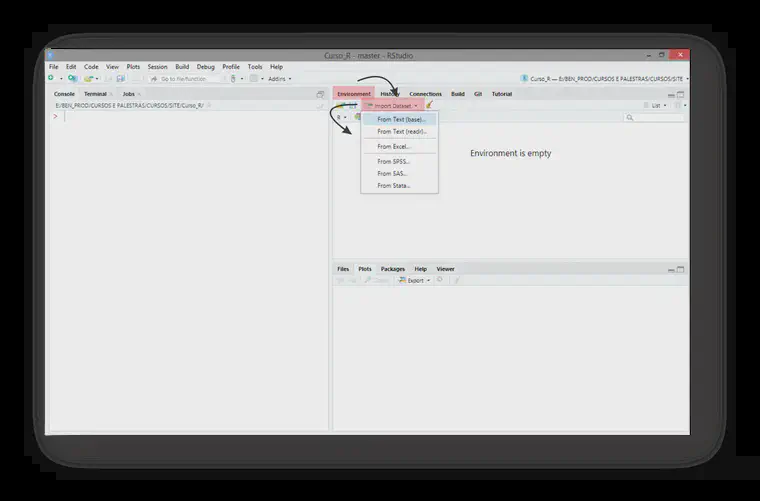 Curso_R - master - RStudio
File Edit Code View Plots Session Build Debug Profile Tools Help
Go to file/function Addins Curso_R — E:/BEN_PROD/CURSOS E PALESTRAS/CURSOS/SITE
Console Terminal Jobs
E:/BEN_PROD/CURSOS E PALESTRAS/CURSOS/SITE/Curso_R/
>
Environment History Connections Build Git Tutorial
Import Dataset List
R
From Text (base)...
From Text (readr)...
From Excel...
From SPSS...
From SAS...
From Stata...
Environment is empty
Files Plots Packages Help Viewer
Export